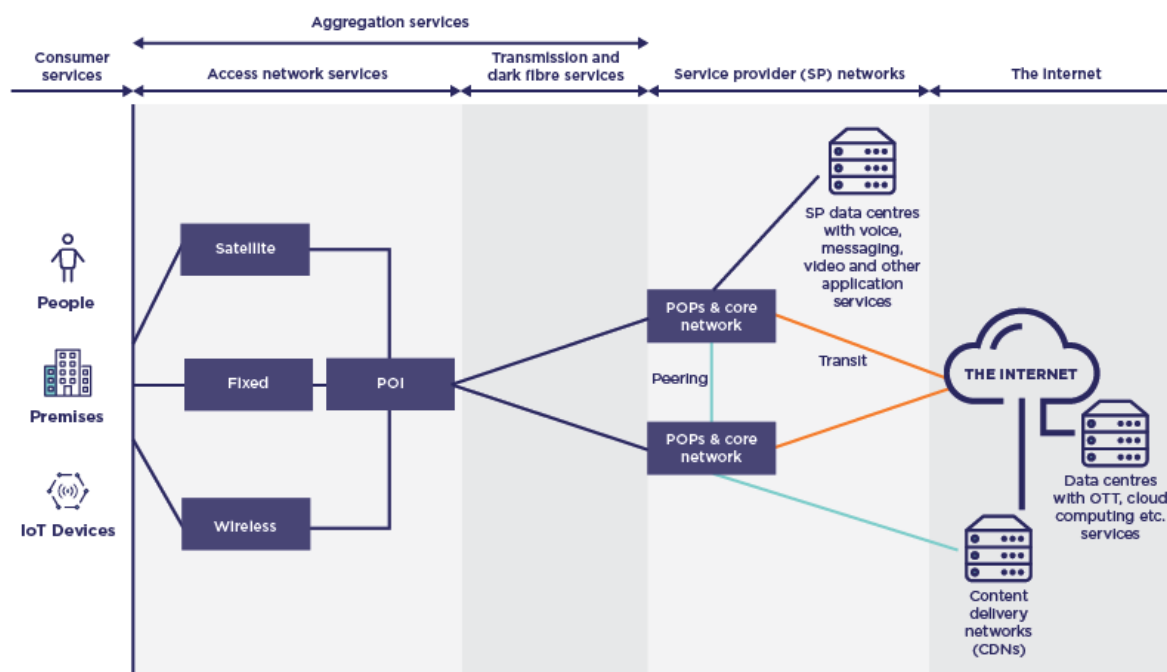 Aggregation services
Consumer
services
Access network services
Transmission and
dark fibre services
Service provider (SP) networks
The Internet
People
Premises
IoT Devices
Satellite
Fixed
Wireless
POI
POPs & core
network
Peering
POPs & core
network
Transit
SP data centres
with voice,
messaging,
video and other
application
services
THE INTERNET
Data centres
with OTT, cloud
computing etc.
services
Content
delivery
networks
(CDNs)